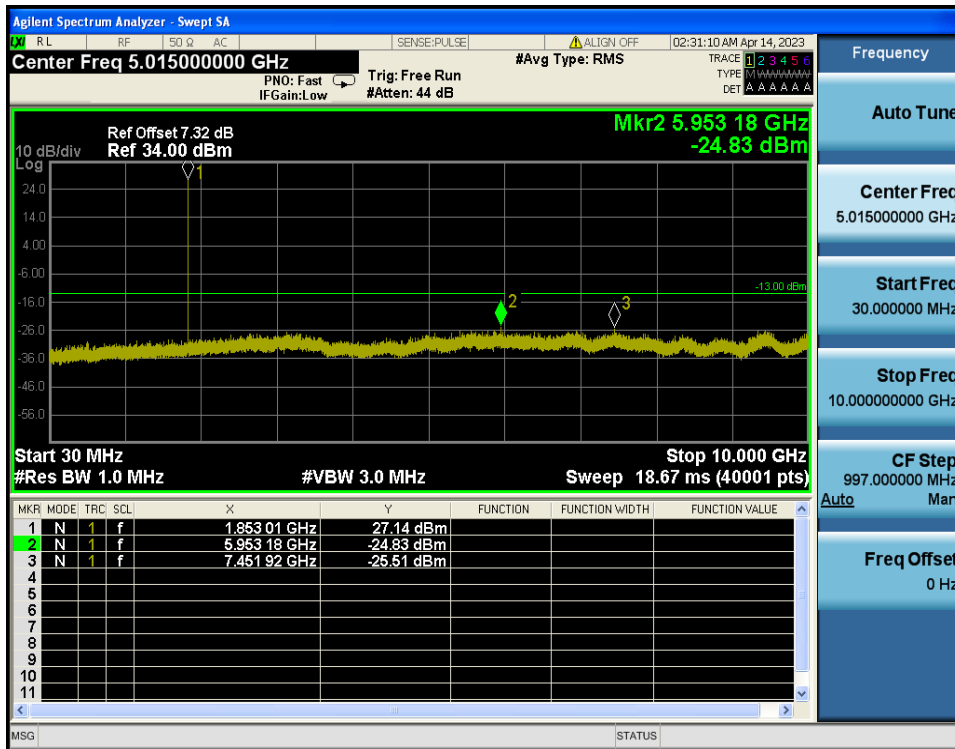 Agilent Spectrum Analyzer - Swept SA
LXI RL RF 50 Ω AC SENSE:PULSE ALIGN OFF 02:31:10 AM Apr 14, 2023
Center Freq 5.015000000 GHz
#Avg Type: RMS
TRACE 1 2 3 4 5 6
PNO: Fast Trig: Free Run
TYPE M WWWWW
IFGain:Low #Atten: 44 dB
DET A A A A A A
Mkr2 5.953 18 GHz
-24.83 dBm
Ref Offset 7.32 dB
10 dB/div Ref 34.00 dBm
Log
1
24.0
14.0
4.00
-6.00
-13.00 dBm
-16.0
2
3
-26.0
-36.0
-46.0
-56.0
Start 30 MHz Stop 10.000 GHz
#Res BW 1.0 MHz #VBW 3.0 MHz Sweep 18.67 ms (40001 pts)
MKR MODE TRC SCL X Y FUNCTION FUNCTION WIDTH FUNCTION VALUE
1 N 1 f 1.853 01 GHz 27.14 dBm
2 N 1 f 5.953 18 GHz -24.83 dBm
3 N 1 f 7.451 92 GHz -25.51 dBm
4
5
6
7
8
9
10
11
MSG STATUS
Frequency
Auto Tune
Center Freq
5.015000000 GHz
Start Freq
30.000000 MHz
Stop Freq
10.000000000 GHz
CF Step
997.000000 MHz
Auto Man
Freq Offset
0 Hz